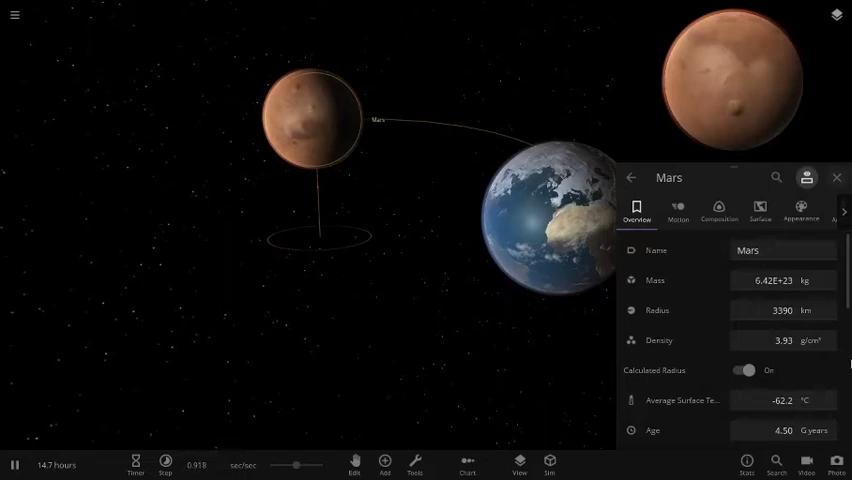 Mars
Mars
Overview
Motion
Composition
Surface
Appearance
Name
Mars
Mass
6.42E+23 kg
Radius
3390 km
Density
3.93 g/cm³
Calculated Radius
On
Average Surface Te...
-62.2 °C
Age
4.50 G years
14.7 hours
Timer
Step
0.918 sec/sec
Edit
Add
Tools
Chart
View
Sim
Stats
Search
Video
Photo